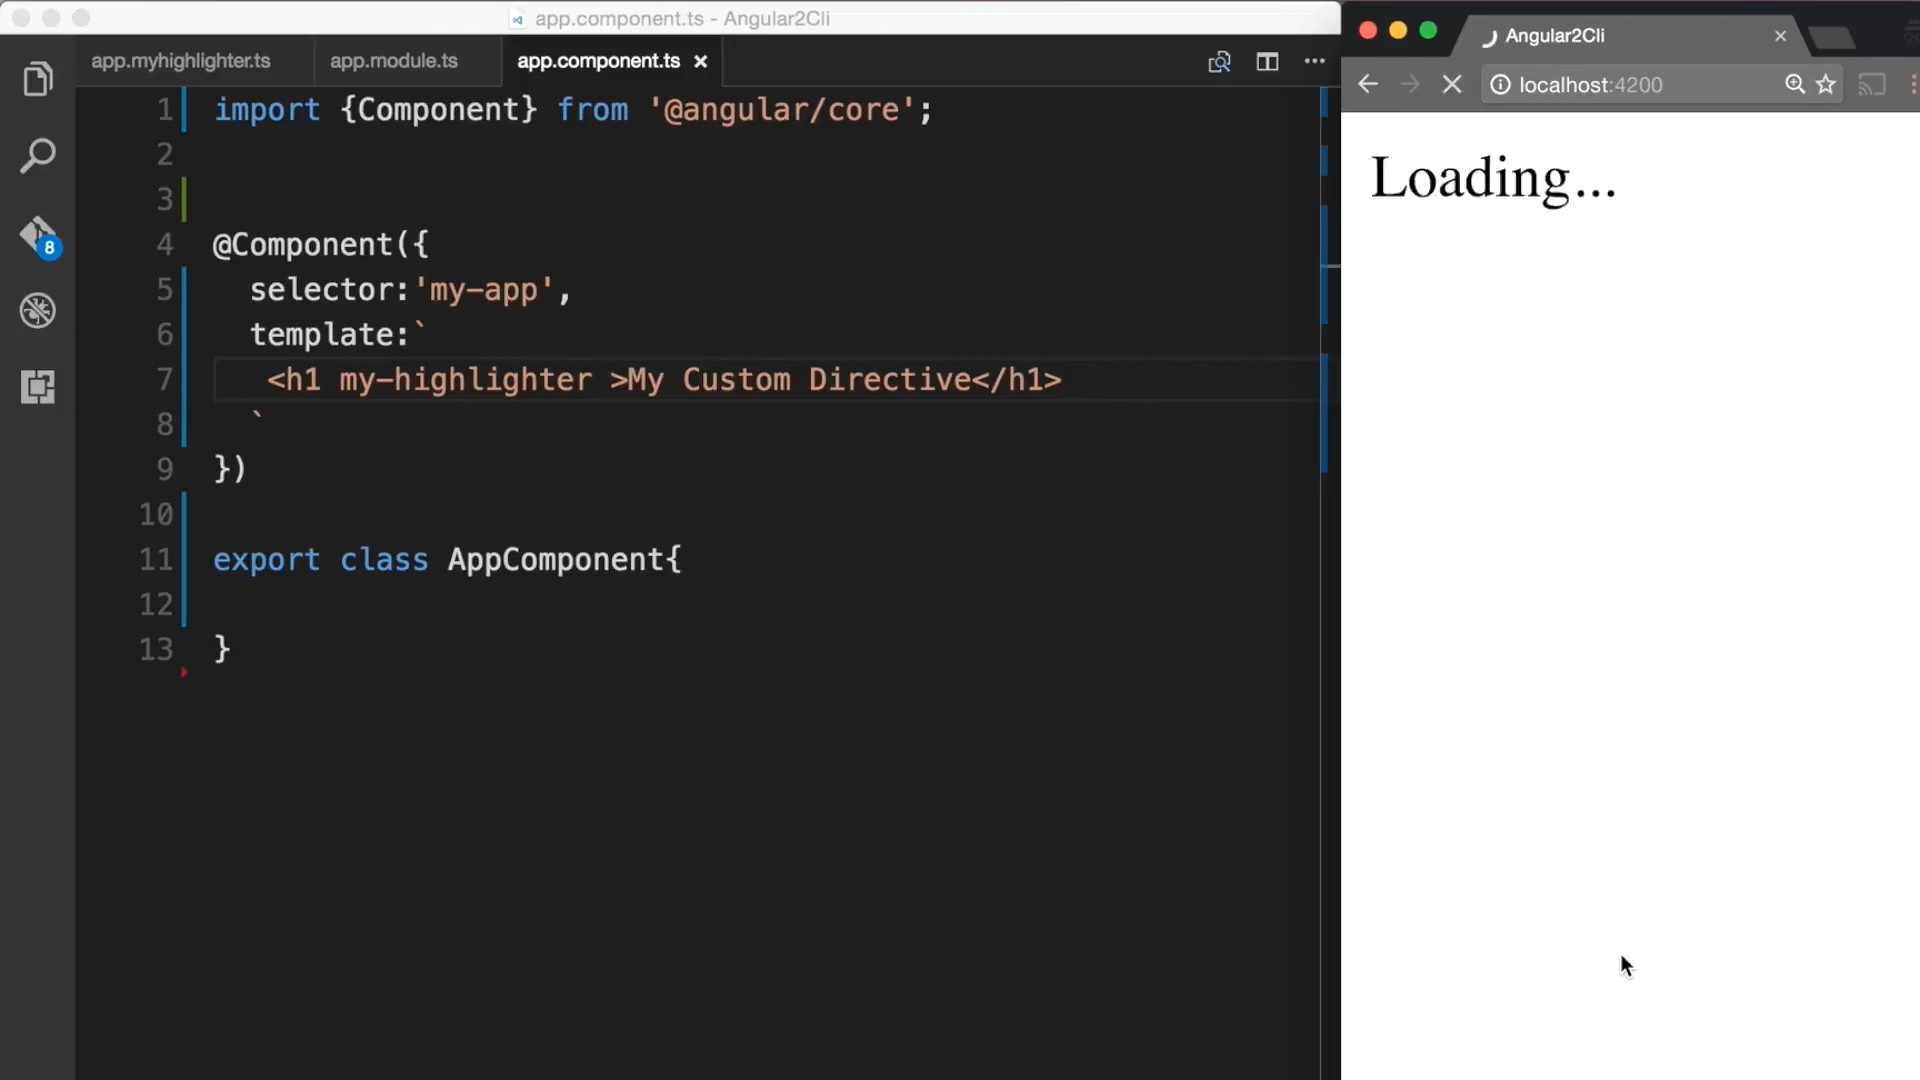 app.component.ts - Angular2Cli
app.myhighlighter.ts
app.module.ts
app.component.ts
8
1 import {Component} from '@angular/core';
2
3
4 @Component({
5 selector:'my-app',
6 template:`
7 <h1 my-highlighter >My Custom Directive</h1>
8 `
9 })
10
11 export class AppComponent{
12
13 }
Angular2Cli
localhost:4200
Loading...